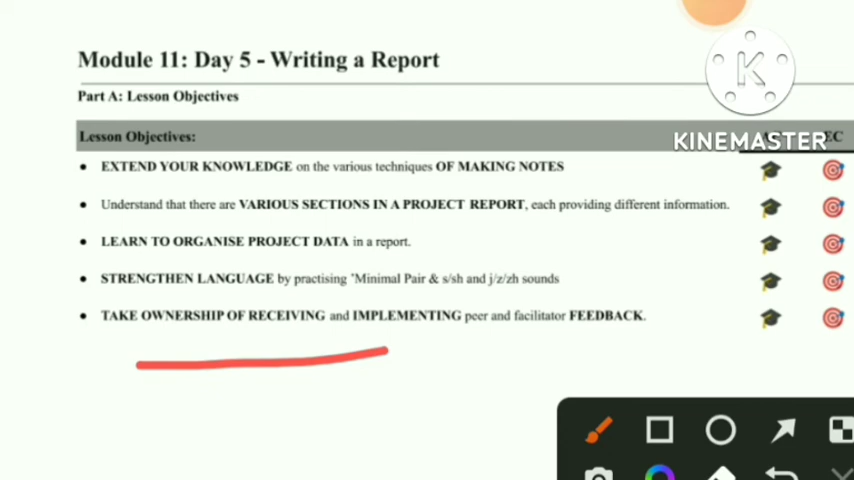 Module 11: Day 5 - Writing a Report
Part A: Lesson Objectives
KINEMASTER
Lesson Objectives:
• EXTEND YOUR KNOWLEDGE on the various techniques OF MAKING NOTES
• Understand that there are VARIOUS SECTIONS IN A PROJECT REPORT, each providing different information.
• LEARN TO ORGANISE PROJECT DATA in a report.
• STRENGTHEN LANGUAGE by practising "Minimal Pair & s/sh and j/z/zh sounds
• TAKE OWNERSHIP OF RECEIVING and IMPLEMENTING peer and facilitator FEEDBACK.